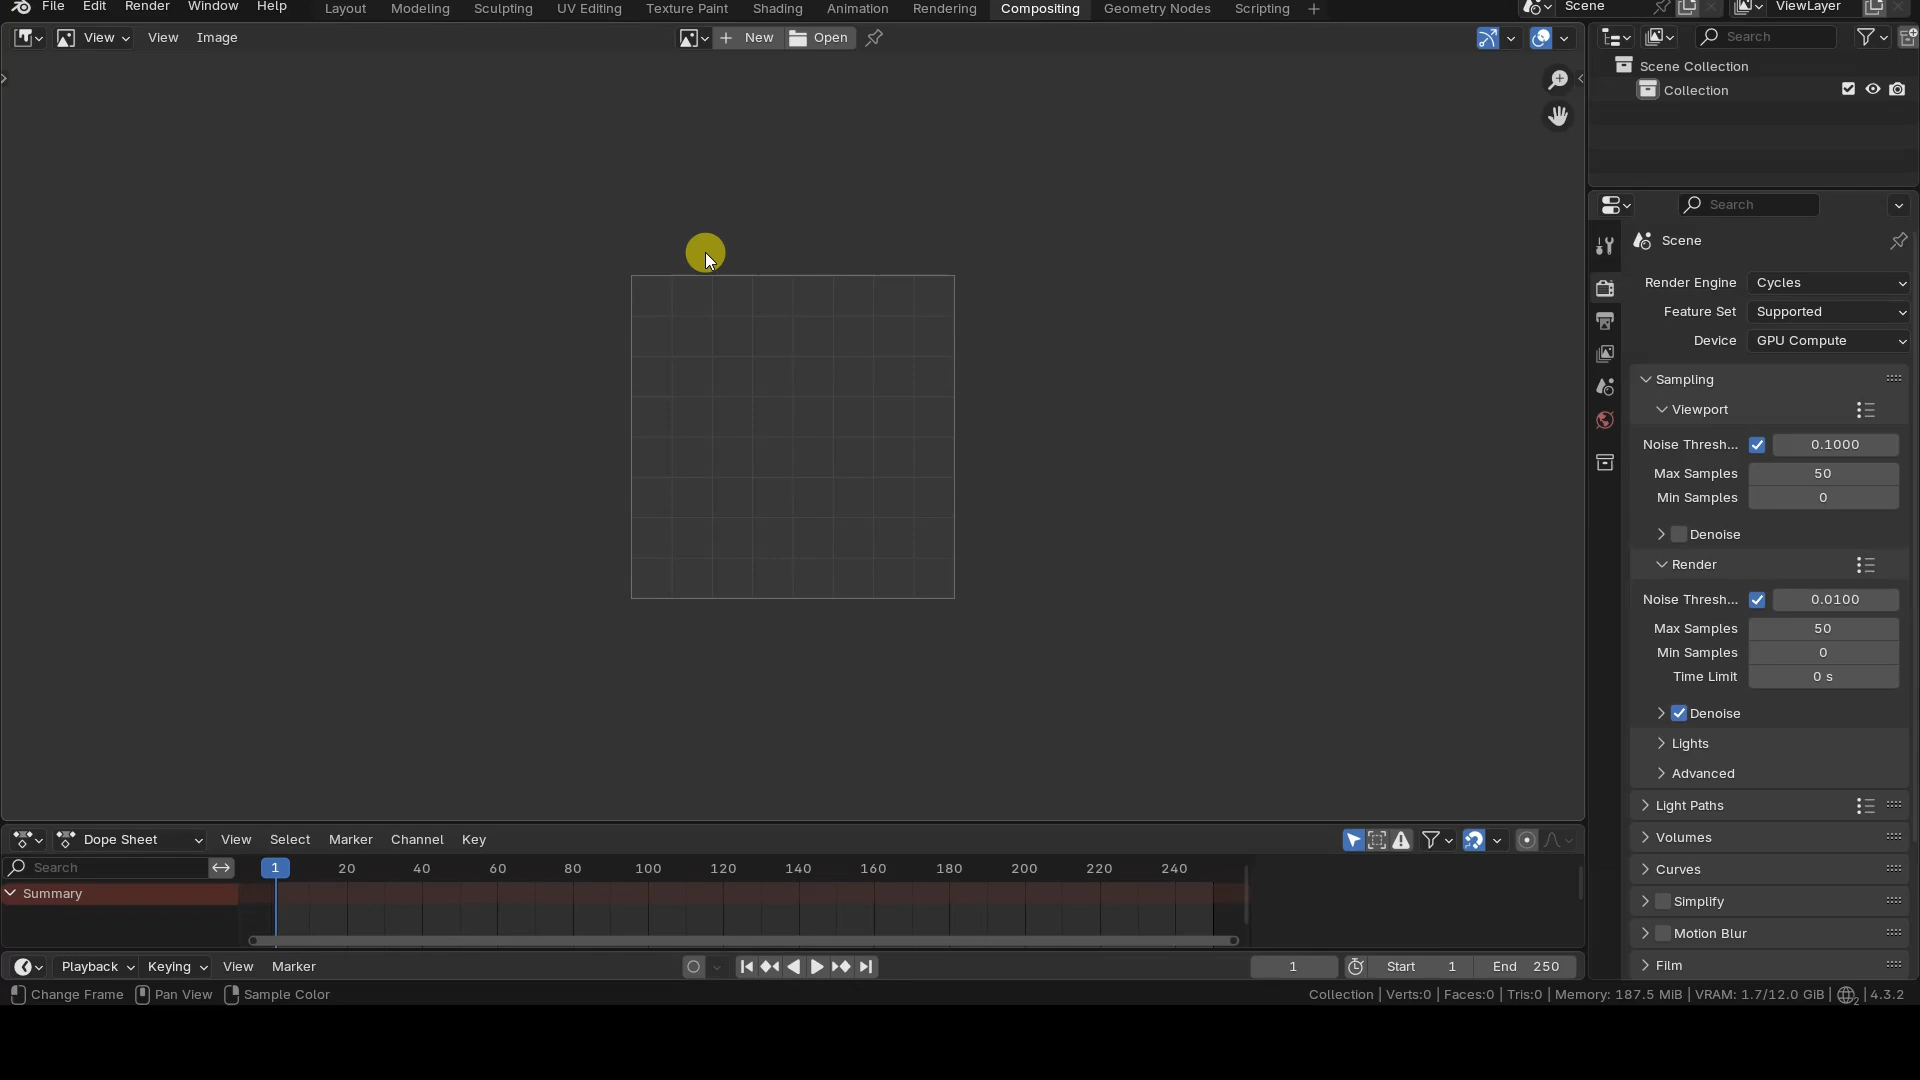 File Edit Render Window Help Layout Modeling Sculpting UV Editing Texture Paint Shading Animation Rendering Compositing Geometry Nodes Scripting + Scene ViewLayer
View View Image + New Open Search
Scene Collection
Collection
Search
Scene
Render Engine Cycles
Feature Set Supported
Device GPU Compute
Sampling
Viewport
Noise Thresh... 0.1000
Max Samples 50
Min Samples 0
Denoise
Render
Noise Thresh... 0.0100
Max Samples 50
Min Samples 0
Time Limit 0 s
Denoise
Lights
Advanced
Light Paths
Volumes
Curves
Simplify
Motion Blur
Film
Dope Sheet View Select Marker Channel Key
Search 1 20 40 60 80 100 120 140 160 180 200 220 240
Summary
Playback Keying View Marker 1 Start 1 End 250
Change Frame Pan View Sample Color Collection | Verts:0 | Faces:0 | Tris:0 | Memory: 187.5 MiB | VRAM: 1.7/12.0 GiB | 2 | 4.3.2